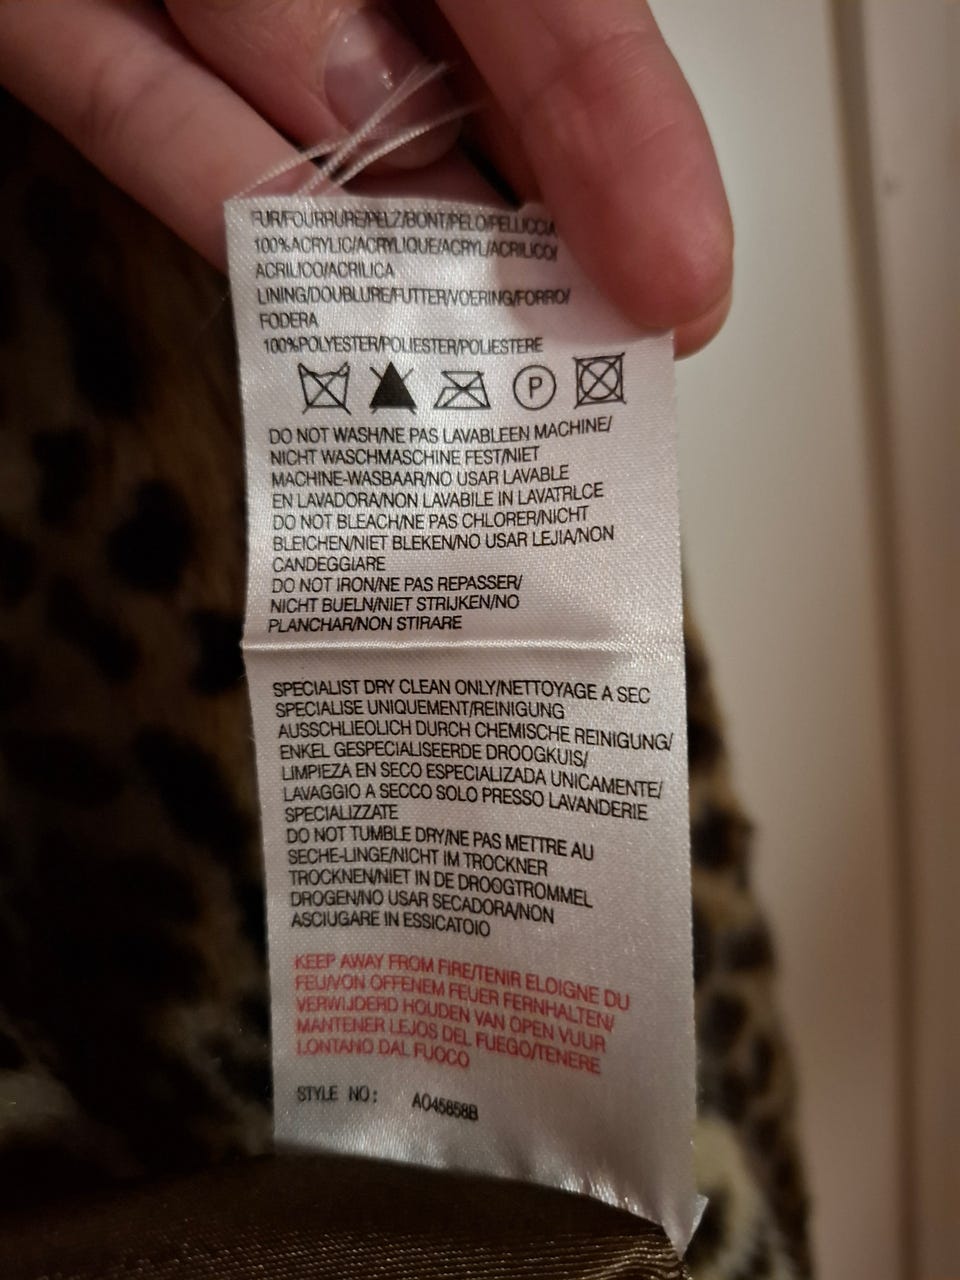 FUR/FOURRURE/PELZ/BONT/PELO/PELLICCIA
100%ACRYLIC/ACRYLIQUE/ACRYL/ACRILICO/
ACRILICO/ACRILICA
LINING/DOUBLURE/FUTTER/VOERING/FORRO/
FODERA
100%POLYESTER/POLIESTER/POLIESTERE
P
DO NOT WASH/NE PAS LAVABLEEN MACHINE/
NICHT WASCHMASCHINE FEST/NIET
MACHINE-WASBAAR/NO USAR LAVABLE
EN LAVADORA/NON LAVABILE IN LAVATRLCE
DO NOT BLEACH/NE PAS CHLORER/NICHT
BLEICHEN/NIET BLEKEN/NO USAR LEJIA/NON
CANDEGGIARE
DO NOT IRON/NE PAS REPASSER/
NICHT BUELN/NIET STRIJKEN/NO
PLANCHAR/NON STIRARE
SPECIALIST DRY CLEAN ONLY/NETTOYAGE A SEC
SPECIALISE UNIQUEMENT/REINIGUNG
AUSSCHLIEOLICH DURCH CHEMISCHE REINIGUNG/
ENKEL GESPECIALISEERDE DROOGKUIS/
LIMPIEZA EN SECO ESPECIALIZADA UNICAMENTE/
LAVAGGIO A SECCO SOLO PRESSO LAVANDERIE
SPECIALIZZATE
DO NOT TUMBLE DRY/NE PAS METTRE AU
SECHE-LINGE/NICHT IM TROCKNER
TROCKNEN/NIET IN DE DROOGTROMMEL
DROGEN/NO USAR SECADORA/NON
ASCIUGARE IN ESSICATOIO
KEEP AWAY FROM FIRE/TENIR ELOIGNE DU
FEU/VON OFFENEM FEUER FERNHALTEN/
VERWIJDERD HOUDEN VAN OPEN VUUR
MANTENER LEJOS DEL FUEGO/TENERE
LONTANO DAL FUOCO
STYLE NO: A045858B